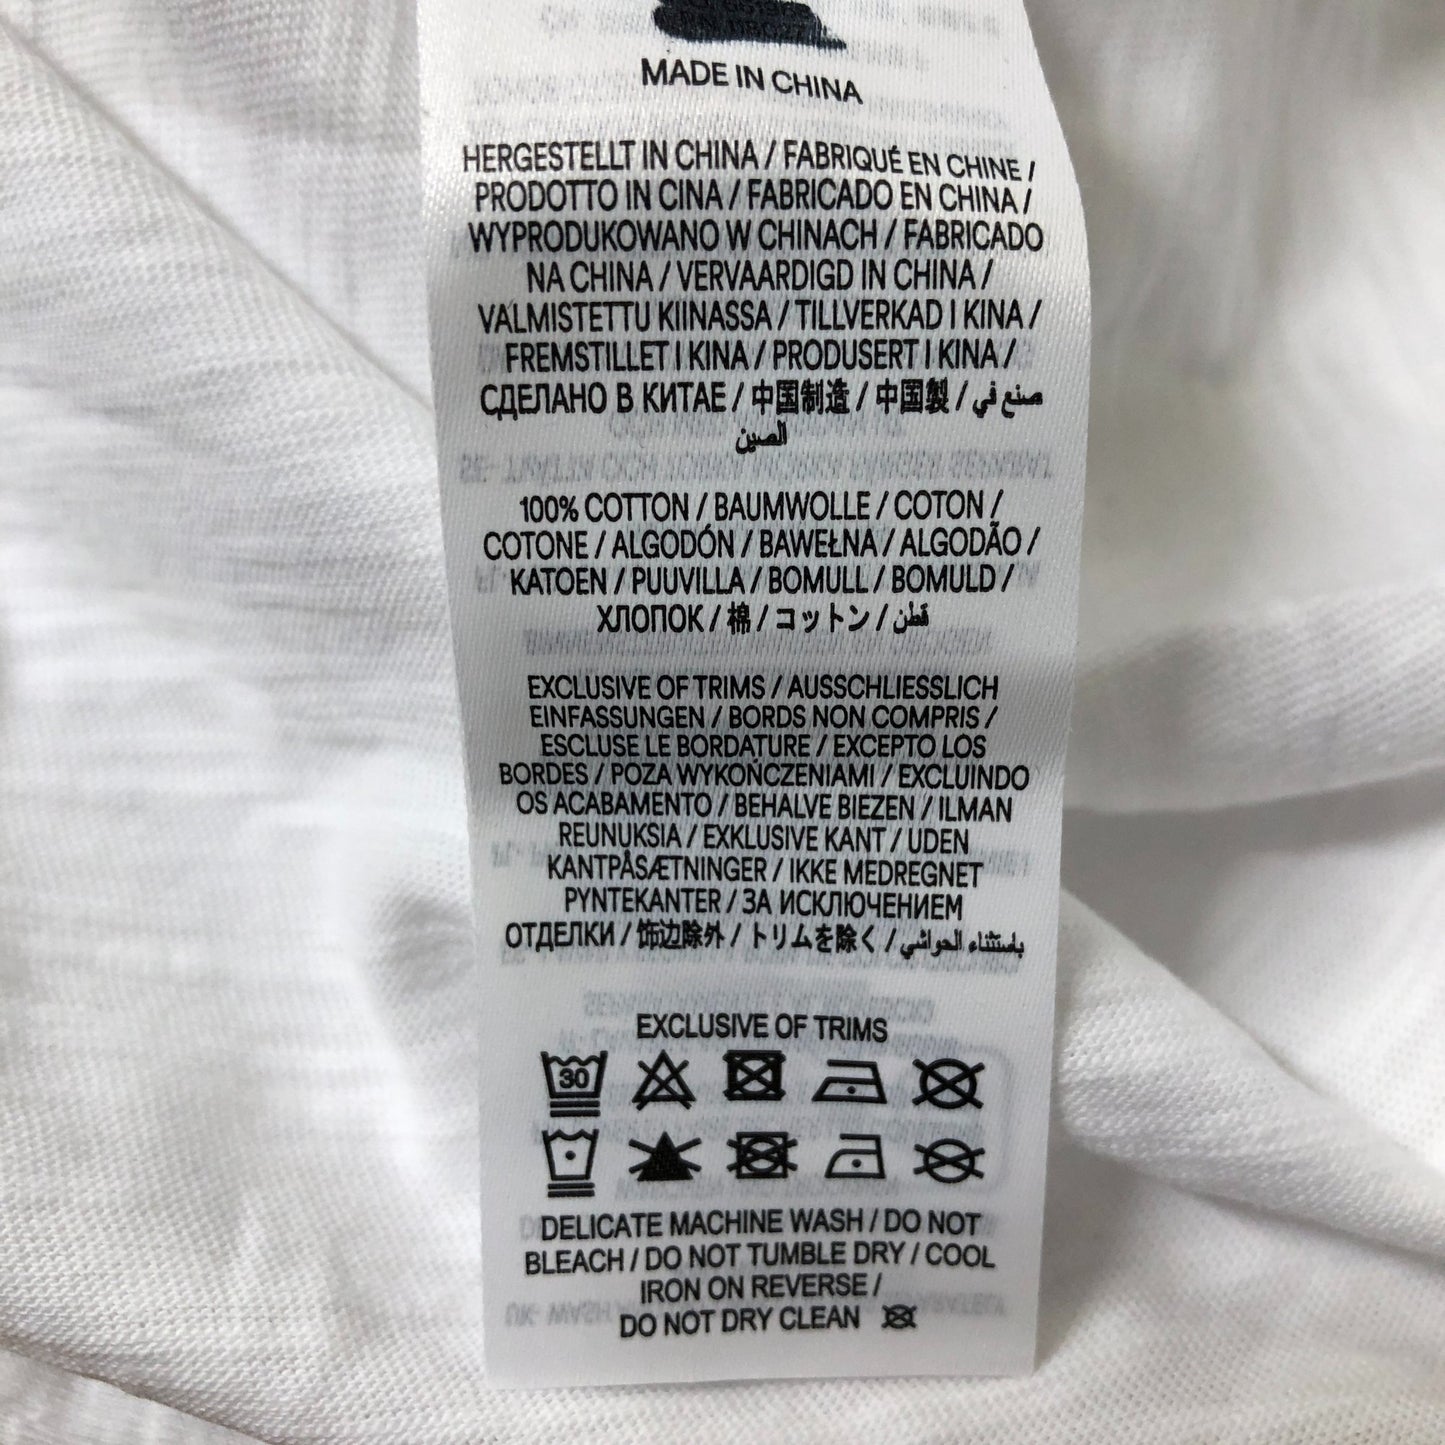 MADE IN CHINA
HERGESTELLT IN CHINA / FABRIQUÉ EN CHINE /
PRODOTTO IN CINA / FABRICADO EN CHINA /
WYPRODUKOWANO W CHINACH / FABRICADO
NA CHINA / VERVAARDIGD IN CHINA /
VALMISTETTU KIINASSA / TILLVERKAD I KINA /
FREMSTILLET I KINA / PRODUSERT I KINA /
СДЕЛАНО В КИТАЕ / 中国制造 / 中国製 / صنع في
الصين
100% COTTON / BAUMWOLLE / COTON /
COTONE / ALGODÓN / BAWEŁNA / ALGODÃO /
KATOEN / PUUVILLA / BOMULL / BOMULD /
ХЛОПОК / 棉 / コットン / قطن
EXCLUSIVE OF TRIMS / AUSSCHLIESSLICH
EINFASSUNGEN / BORDS NON COMPRIS /
ESCLUSE LE BORDATURE / EXCEPTO LOS
BORDES / POZA WYKOŃCZENIAMI / EXCLUINDO
OS ACABAMENTO / BEHALVE BIEZEN / ILMAN
REUNUKSIA / EXKLUSIVE KANT / UDEN
KANTPÅSÆTNINGER / IKKE MEDREGNET
PYNTEKANTER / ЗА ИСКЛЮЧЕНИЕМ
ОТДЕЛКИ / 饰边除外 / トリムを除く / باستثناء الحواشي
EXCLUSIVE OF TRIMS
30
DELICATE MACHINE WASH / DO NOT
BLEACH / DO NOT TUMBLE DRY / COOL
IRON ON REVERSE /
DO NOT DRY CLEAN